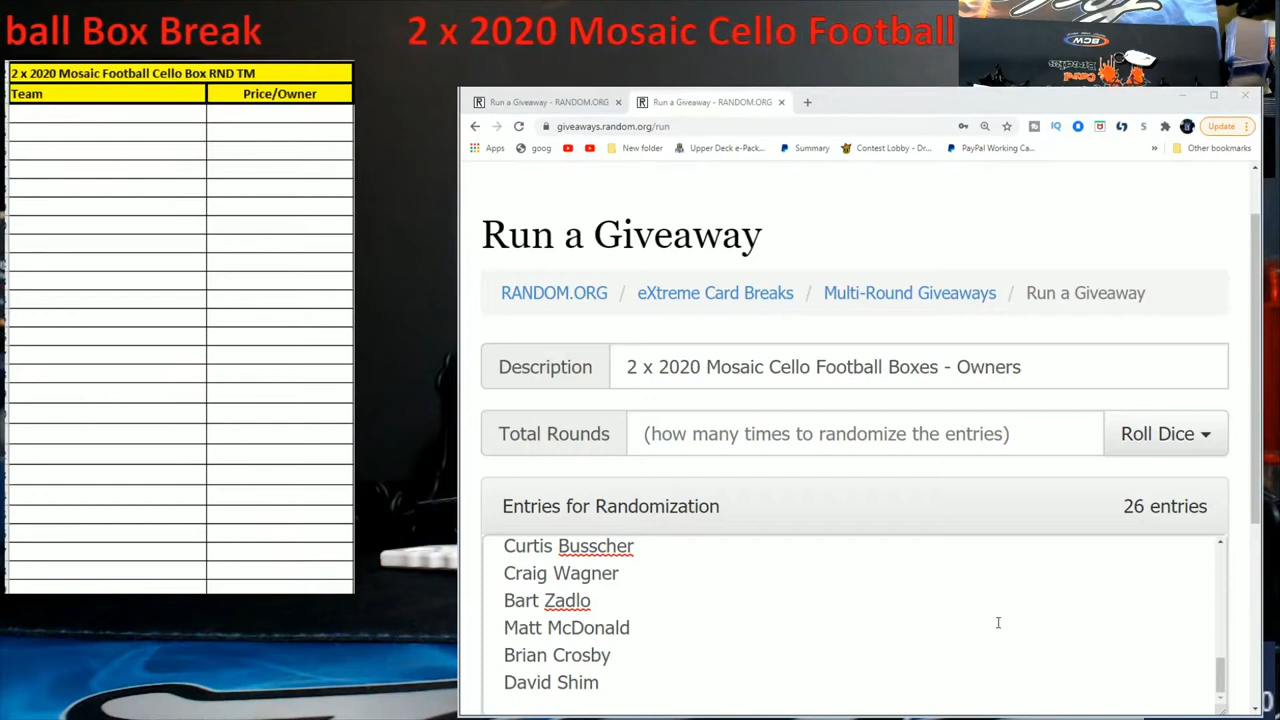 ball Box Break 2 x 2020 Mosaic Cello Football
BCW
Card
Breaks
2 x 2020 Mosaic Football Cello Box RND TM
Team Price/Owner
Run a Giveaway - RANDOM.ORG Run a Giveaway - RANDOM.ORG
giveaways.random.org/run Update
Apps goog New folder Upper Deck e-Pack... Summary Contest Lobby - Dr... PayPal Working Ca... Other bookmarks
Run a Giveaway
RANDOM.ORG / eXtreme Card Breaks / Multi-Round Giveaways / Run a Giveaway
Description 2 x 2020 Mosaic Cello Football Boxes - Owners
Total Rounds (how many times to randomize the entries) Roll Dice
Entries for Randomization 26 entries
Curtis Busscher
Craig Wagner
Bart Zadlo
Matt McDonald
Brian Crosby
David Shim